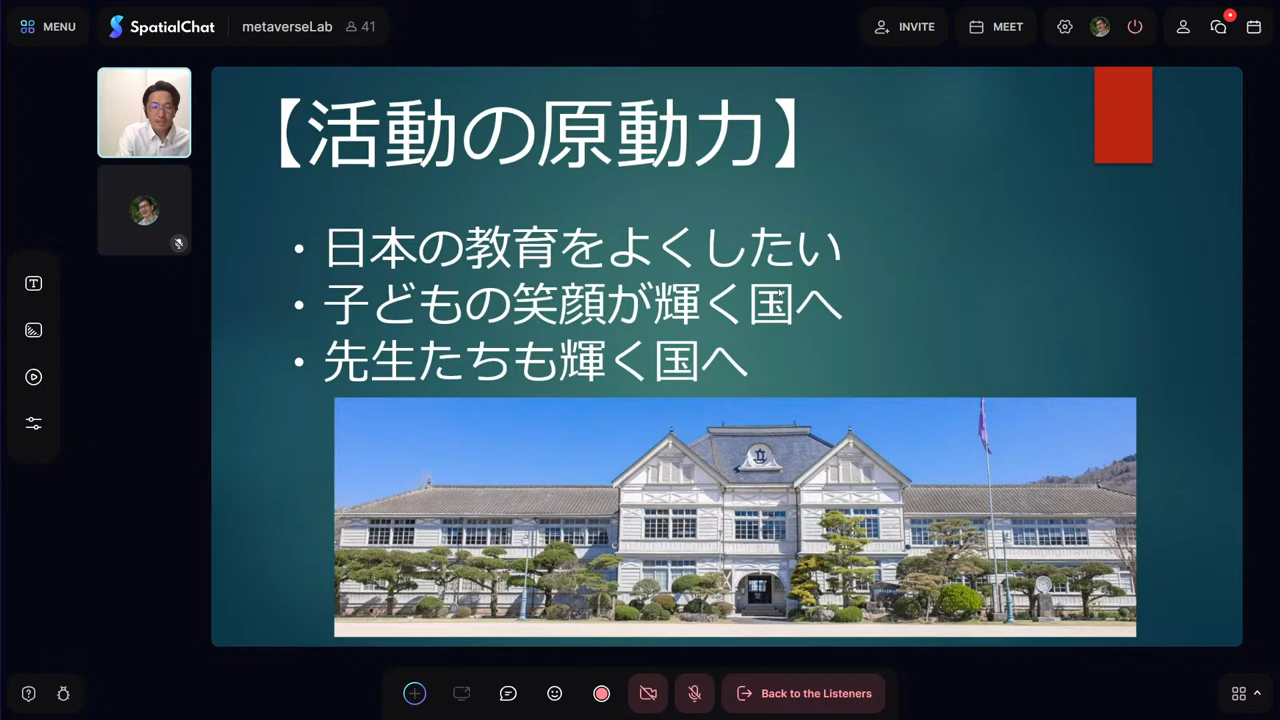 MENU
SpatialChat
metaverseLab
41
INVITE
MEET
【活動の原動力】
・日本の教育をよくしたい
・子どもの笑顔が輝く国へ
・先生たちも輝く国へ
Back to the Listeners